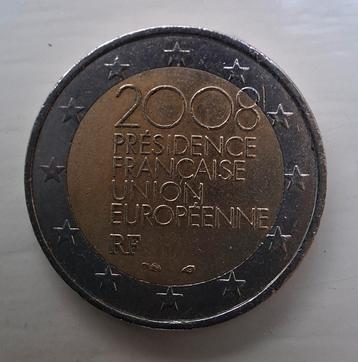 2008
PRÉSIDENCE
FRANÇAISE
UNION
EUROPÉENNE
RF